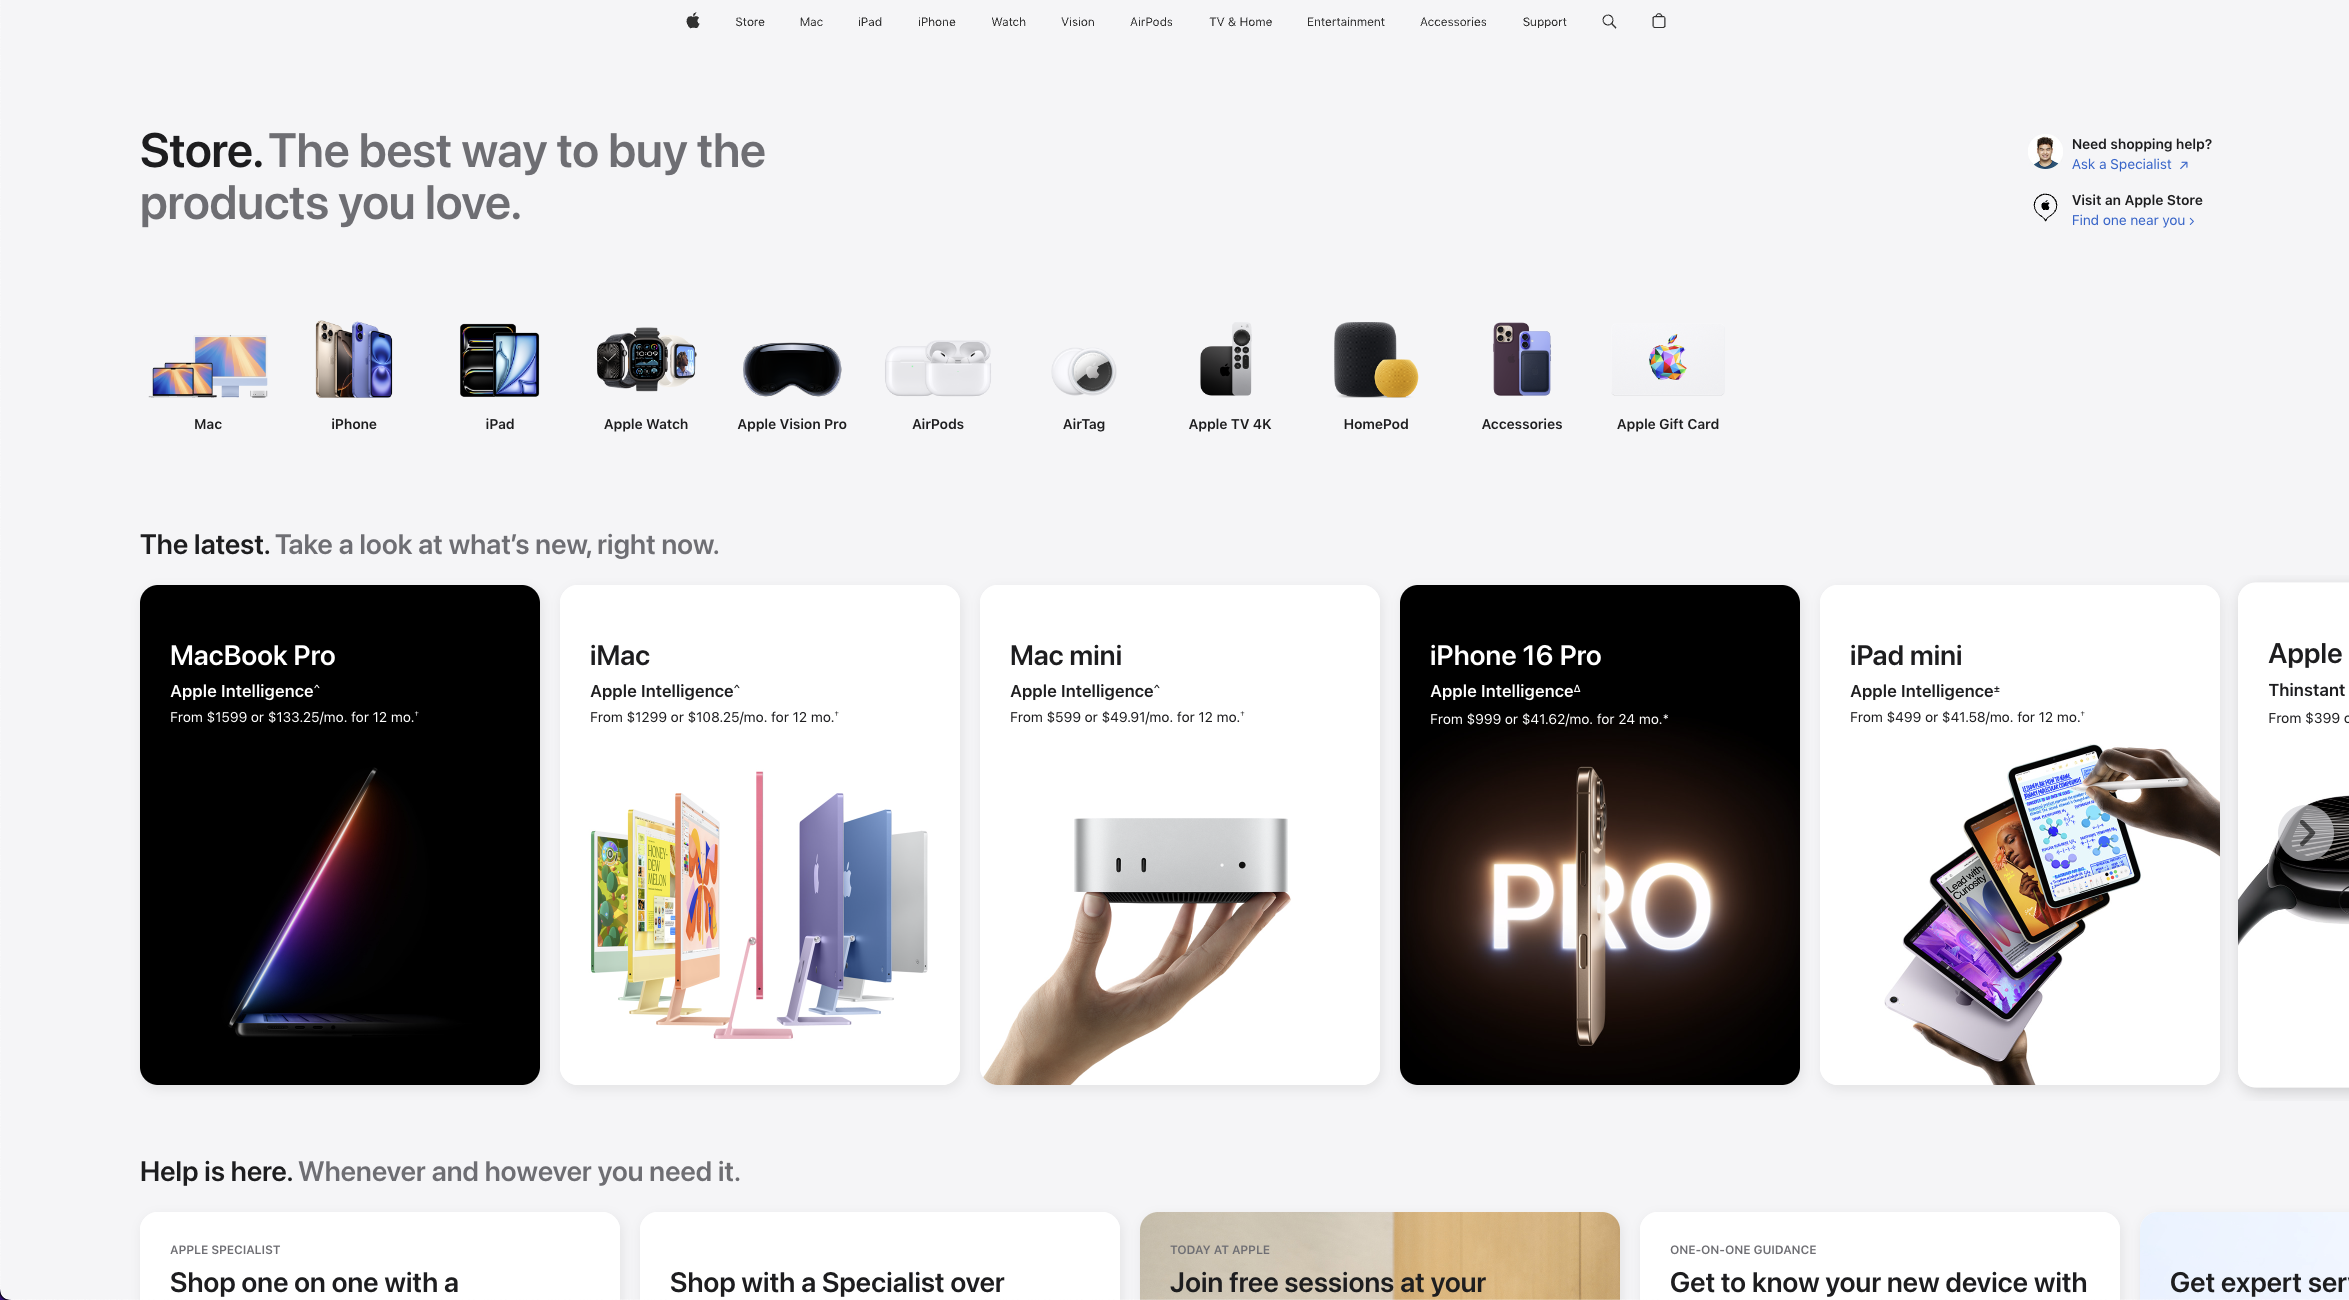 Store
Mac
iPad
iPhone
Watch
Vision
AirPods
TV & Home
Entertainment
Accessories
Support
Store. The best way to buy the
products you love.
Need shopping help?
Ask a Specialist ↗
Visit an Apple Store
Find one near you ›
Mac
iPhone
iPad
Apple Watch
Apple Vision Pro
AirPods
AirTag
Apple TV 4K
HomePod
Accessories
Apple Gift Card
The latest. Take a look at what’s new, right now.
MacBook Pro
Apple Intelligence^
From $1599 or $133.25/mo. for 12 mo.†
iMac
Apple Intelligence^
From $1299 or $108.25/mo. for 12 mo.†
HONEY-
DEW
MELON
Mac mini
Apple Intelligence^
From $599 or $49.91/mo. for 12 mo.†
iPhone 16 Pro
Apple IntelligenceΔ
From $999 or $41.62/mo. for 24 mo.*
PRO
iPad mini
Apple Intelligence±
From $499 or $41.58/mo. for 12 mo.†
Lead with
Curiosity
Apple
Thinstant
From $399
Help is here. Whenever and however you need it.
APPLE SPECIALIST
Shop one on one with a
Shop with a Specialist over
TODAY AT APPLE
Join free sessions at your
ONE-ON-ONE GUIDANCE
Get to know your new device with
Get expert ser